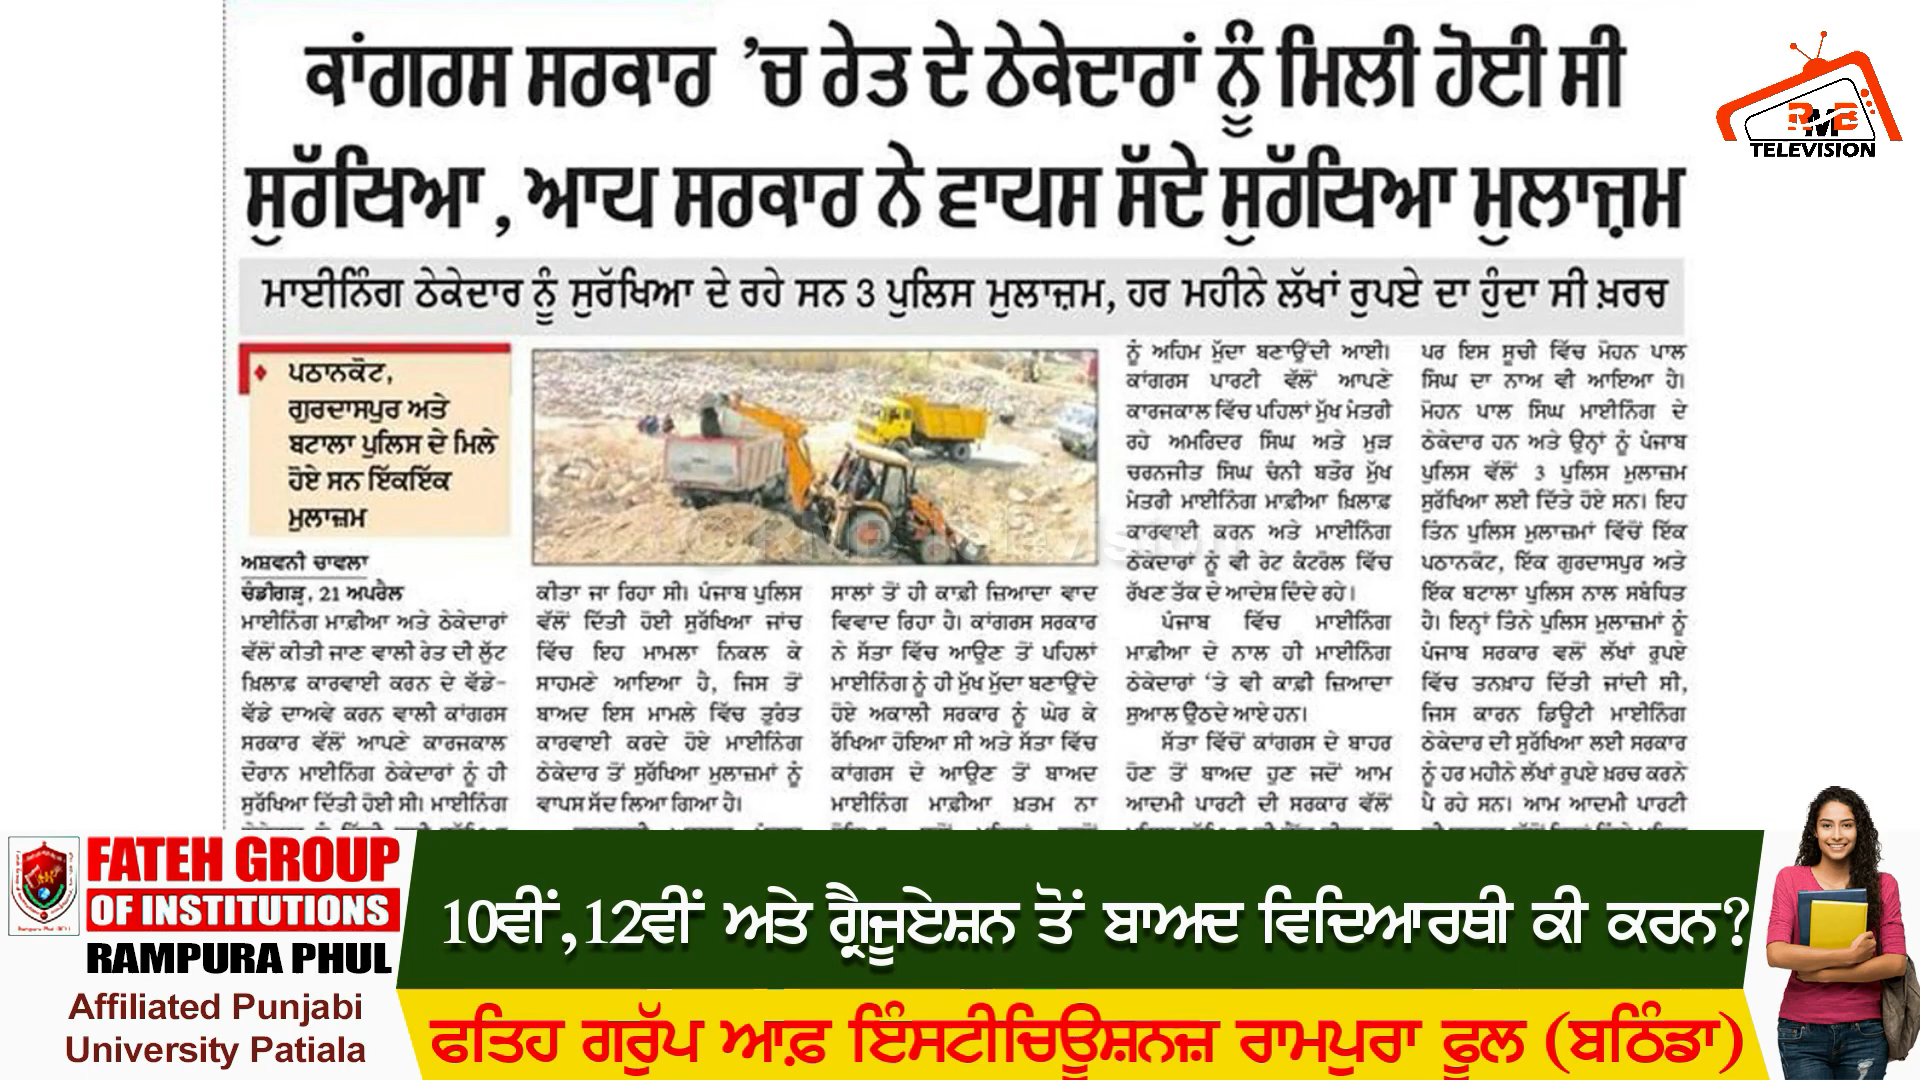 ਕਾਂਗਰਸ ਸਰਕਾਰ 'ਚ ਰੇਤ ਦੇ ਠੇਕੇਦਾਰਾਂ ਨੂੰ ਮਿਲੀ ਹੋਈ ਸੀ
ਸੁਰੱਖਿਆ, ਆਪ ਸਰਕਾਰ ਨੇ ਵਾਪਸ ਸੱਦੇ ਸੁਰੱਖਿਆ ਮੁਲਾਜ਼ਮ
ਮਾਈਨਿੰਗ ਠੇਕੇਦਾਰ ਨੂੰ ਸੁਰੱਖਿਆ ਦੇ ਰਹੇ ਸਨ 3 ਪੁਲਿਸ ਮੁਲਾਜ਼ਮ, ਹਰ ਮਹੀਨੇ ਲੱਖਾਂ ਰੁਪਏ ਦਾ ਹੁੰਦਾ ਸੀ ਖ਼ਰਚ
RMB
TELEVISION
♦ ਪਠਾਨਕੋਟ,
ਗੁਰਦਾਸਪੁਰ ਅਤੇ
ਬਟਾਲਾ ਪੁਲਿਸ ਦੇ ਮਿਲੇ
ਹੋਏ ਸਨ ਇੱਕਇੱਕ
ਮੁਲਾਜ਼ਮ
ਅਸ਼ਵਨੀ ਚਾਵਲਾ
ਚੰਡੀਗੜ੍ਹ, 21 ਅਪਰੈਲ
ਮਾਈਨਿੰਗ ਮਾਫ਼ੀਆ ਅਤੇ ਠੇਕੇਦਾਰਾਂ
ਵੱਲੋਂ ਕੀਤੀ ਜਾਣ ਵਾਲੀ ਰੇਤ ਦੀ ਲੁੱਟ
ਖ਼ਿਲਾਫ਼ ਕਾਰਵਾਈ ਕਰਨ ਦੇ ਵੱਡੇ-
ਵੱਡੇ ਦਾਅਵੇ ਕਰਨ ਵਾਲੀ ਕਾਂਗਰਸ
ਸਰਕਾਰ ਵੱਲੋਂ ਆਪਣੇ ਕਾਰਜਕਾਲ
ਦੌਰਾਨ ਮਾਈਨਿੰਗ ਠੇਕੇਦਾਰਾਂ ਨੂੰ ਹੀ
ਸੁਰੱਖਿਆ ਦਿੱਤੀ ਹੋਈ ਸੀ। ਮਾਈਨਿੰਗ
ਕੀਤਾ ਜਾ ਰਿਹਾ ਸੀ। ਪੰਜਾਬ ਪੁਲਿਸ
ਵੱਲੋਂ ਦਿੱਤੀ ਹੋਈ ਸੁਰੱਖਿਆ ਜਾਂਚ
ਵਿੱਚ ਇਹ ਮਾਮਲਾ ਨਿਕਲ ਕੇ
ਸਾਹਮਣੇ ਆਇਆ ਹੈ, ਜਿਸ ਤੋਂ
ਬਾਅਦ ਇਸ ਮਾਮਲੇ ਵਿੱਚ ਤੁਰੰਤ
ਕਾਰਵਾਈ ਕਰਦੇ ਹੋਏ ਮਾਈਨਿੰਗ
ਠੇਕੇਦਾਰ ਤੋਂ ਸੁਰੱਖਿਆ ਮੁਲਾਜ਼ਮਾਂ ਨੂੰ
ਵਾਪਸ ਸੱਦ ਲਿਆ ਗਿਆ ਹੈ।
ਸਾਲਾਂ ਤੋਂ ਹੀ ਕਾਫ਼ੀ ਜ਼ਿਆਦਾ ਵਾਦ
ਵਿਵਾਦ ਰਿਹਾ ਹੈ। ਕਾਂਗਰਸ ਸਰਕਾਰ
ਨੇ ਸੱਤਾ ਵਿੱਚ ਆਉਣ ਤੋਂ ਪਹਿਲਾਂ
ਮਾਈਨਿੰਗ ਨੂੰ ਹੀ ਮੁੱਖ ਮੁੱਦਾ ਬਣਾਉਂਦੇ
ਹੋਏ ਅਕਾਲੀ ਸਰਕਾਰ ਨੂੰ ਘੇਰ ਕੇ
ਰੱਖਿਆ ਹੋਇਆ ਸੀ ਅਤੇ ਸੱਤਾ ਵਿੱਚ
ਕਾਂਗਰਸ ਦੇ ਆਉਣ ਤੋਂ ਬਾਅਦ
ਮਾਈਨਿੰਗ ਮਾਫ਼ੀਆ ਖ਼ਤਮ ਨਾ
ਨੂੰ ਅਹਿਮ ਮੁੱਦਾ ਬਣਾਉਂਦੀ ਆਈ।
ਕਾਂਗਰਸ ਪਾਰਟੀ ਵੱਲੋਂ ਆਪਣੇ
ਕਾਰਜਕਾਲ ਵਿੱਚ ਪਹਿਲਾਂ ਮੁੱਖ ਮੰਤਰੀ
ਰਹੇ ਅਮਰਿੰਦਰ ਸਿੰਘ ਅਤੇ ਮੁੜ
ਚਰਨਜੀਤ ਸਿੰਘ ਚੰਨੀ ਬਤੌਰ ਮੁੱਖ
ਮੰਤਰੀ ਮਾਈਨਿੰਗ ਮਾਫ਼ੀਆ ਖ਼ਿਲਾਫ਼
ਕਾਰਵਾਈ ਕਰਨ ਅਤੇ ਮਾਈਨਿੰਗ
ਠੇਕੇਦਾਰਾਂ ਨੂੰ ਵੀ ਰੇਟ ਕੰਟਰੋਲ ਵਿੱਚ
ਰੱਖਣ ਤੱਕ ਦੇ ਆਦੇਸ਼ ਦਿੰਦੇ ਰਹੇ।
ਪੰਜਾਬ ਵਿੱਚ ਮਾਈਨਿੰਗ
ਮਾਫ਼ੀਆ ਦੇ ਨਾਲ ਹੀ ਮਾਈਨਿੰਗ
ਠੇਕੇਦਾਰਾਂ 'ਤੇ ਵੀ ਕਾਫ਼ੀ ਜ਼ਿਆਦਾ
ਸੁਆਲ ਉੱਠਦੇ ਆਏ ਹਨ।
ਸੱਤਾ ਵਿੱਚੋਂ ਕਾਂਗਰਸ ਦੇ ਬਾਹਰ
ਹੋਣ ਤੋਂ ਬਾਅਦ ਹੁਣ ਜਦੋਂ ਆਮ
ਆਦਮੀ ਪਾਰਟੀ ਦੀ ਸਰਕਾਰ ਵੱਲੋਂ
ਪਰ ਇਸ ਸੂਚੀ ਵਿੱਚ ਮੋਹਨ ਪਾਲ
ਸਿੰਘ ਦਾ ਨਾਅ ਵੀ ਆਇਆ ਹੈ।
ਮੋਹਨ ਪਾਲ ਸਿੰਘ ਮਾਈਨਿੰਗ ਦੇ
ਠੇਕੇਦਾਰ ਹਨ ਅਤੇ ਉਨ੍ਹਾਂ ਨੂੰ ਪੰਜਾਬ
ਪੁਲਿਸ ਵੱਲੋਂ 3 ਪੁਲਿਸ ਮੁਲਾਜ਼ਮ
ਸੁਰੱਖਿਆ ਲਈ ਦਿੱਤੇ ਹੋਏ ਸਨ। ਇਹ
ਤਿੰਨ ਪੁਲਿਸ ਮੁਲਾਜ਼ਮਾਂ ਵਿੱਚੋਂ ਇੱਕ
ਪਠਾਨਕੋਟ, ਇੱਕ ਗੁਰਦਾਸਪੁਰ ਅਤੇ
ਇੱਕ ਬਟਾਲਾ ਪੁਲਿਸ ਨਾਲ ਸਬੰਧਿਤ
ਹੈ। ਇਨ੍ਹਾਂ ਤਿੰਨੇ ਪੁਲਿਸ ਮੁਲਾਜ਼ਮਾਂ ਨੂੰ
ਪੰਜਾਬ ਸਰਕਾਰ ਵਲੋਂ ਲੱਖਾਂ ਰੁਪਏ
ਵਿੱਚ ਤਨਖ਼ਾਹ ਦਿੱਤੀ ਜਾਂਦੀ ਸੀ,
ਜਿਸ ਕਾਰਨ ਡਿਊਟੀ ਮਾਈਨਿੰਗ
ਠੇਕੇਦਾਰ ਦੀ ਸੁਰੱਖਿਆ ਲਈ ਸਰਕਾਰ
ਨੂੰ ਹਰ ਮਹੀਨੇ ਲੱਖਾਂ ਰੁਪਏ ਖ਼ਰਚ ਕਰਨੇ
ਪੈ ਰਹੇ ਸਨ। ਆਮ ਆਦਮੀ ਪਾਰਟੀ
FATEH GROUP
OF INSTITUTIONS
RAMPURA PHUL
Affiliated Punjabi
University Patiala
10ਵੀਂ,12ਵੀਂ ਅਤੇ ਗ੍ਰੈਜੂਏਸ਼ਨ ਤੋਂ ਬਾਅਦ ਵਿਦਿਆਰਥੀ ਕੀ ਕਰਨ?
ਫਤਿਹ ਗਰੁੱਪ ਆਫ਼ ਇੰਸਟੀਚਿਊਸ਼ਨਜ਼ ਰਾਮਪੁਰਾ ਫੂਲ (ਬਠਿੰਡਾ)